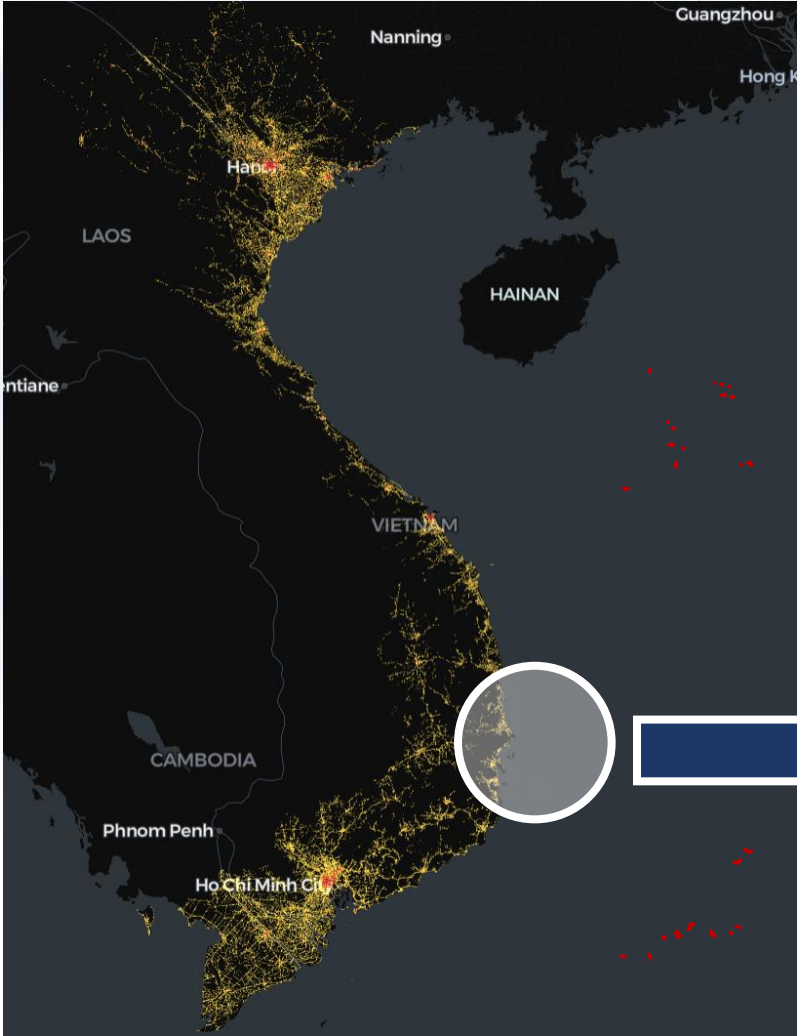 Guangzhou
Nanning
Hong K
Hanoi
LAOS
HAINAN
entiane
VIETNAM
CAMBODIA
Phnom Penh
Ho Chi Minh City